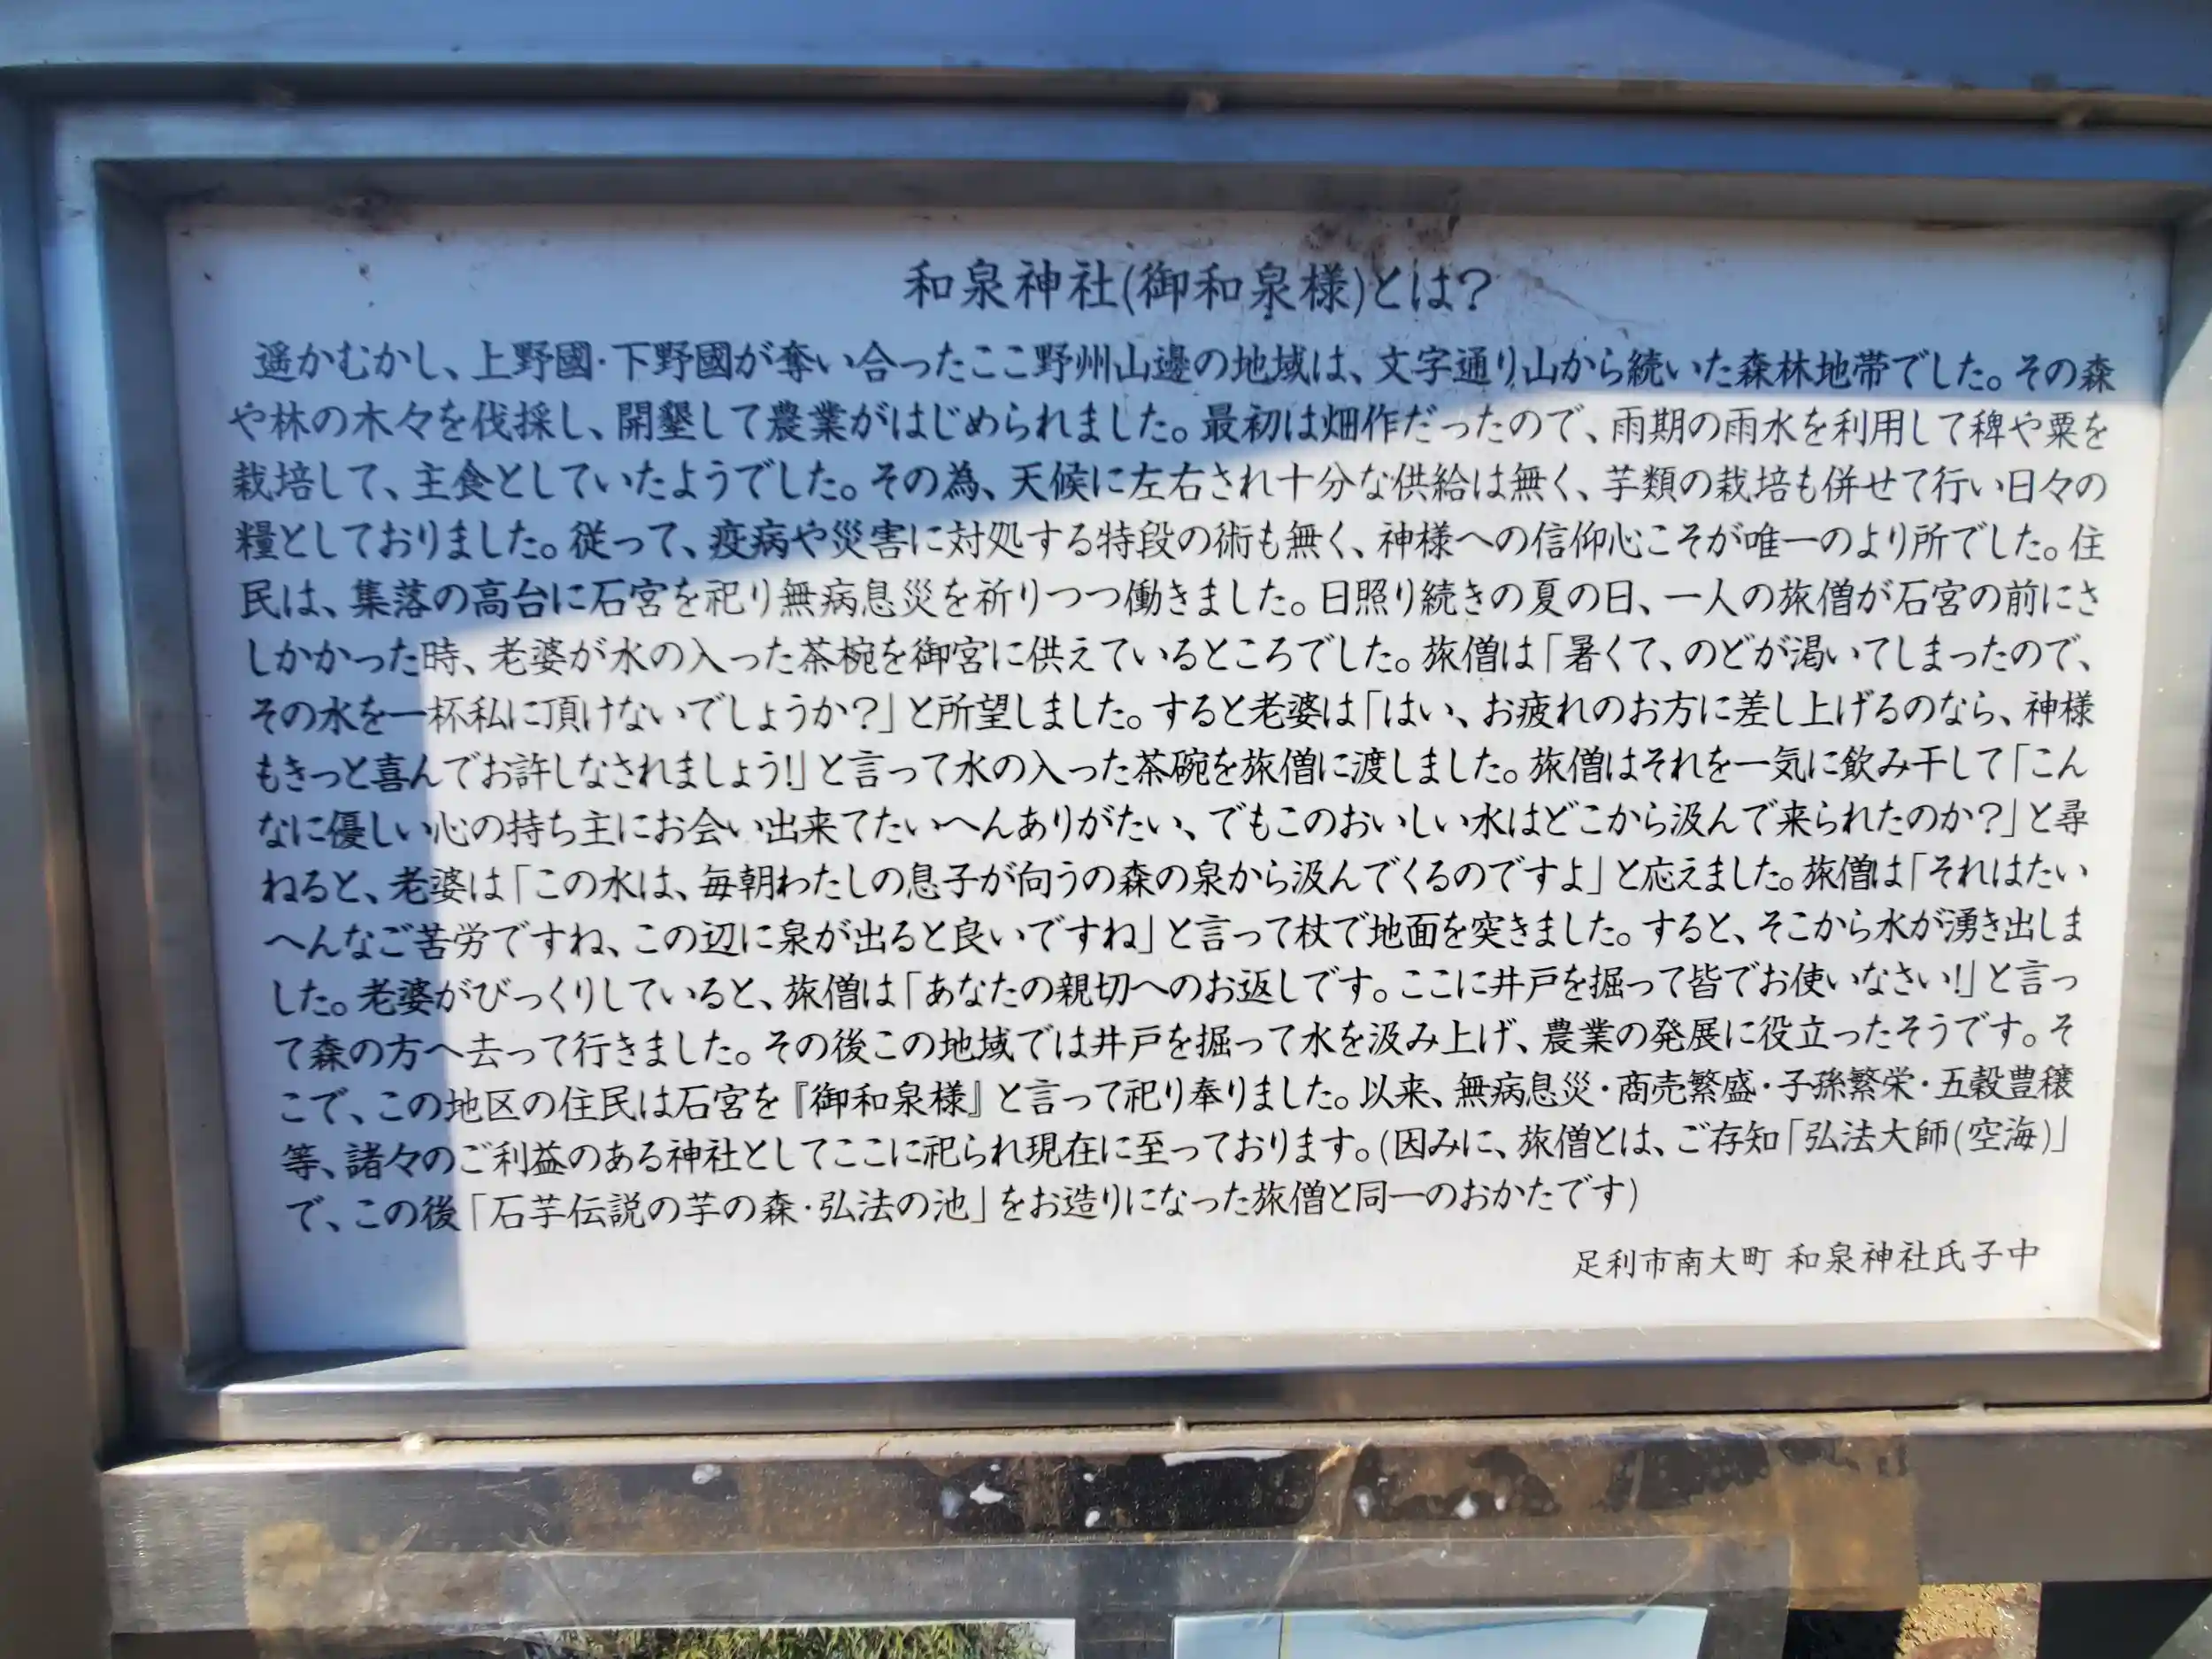 和泉神社(御和泉様)とは?
遥かむかし、上野國・下野國が奪い合ったここ野州山邊の地域は、文字通り山から続いた森林地帯でした。その森
や林の木々を伐採し、開墾して農業がはじめられました。最初は畑作だったので、雨期の雨水を利用して稗や粟を
栽培して、主食としていたようでした。その為、天候に左右され十分な供給は無く、芋類の栽培も併せて行い日々の
糧としておりました。従って、疫病や災害に対処する特段の術も無く、神様への信仰心こそが唯一のより所でした。住
民は、集落の高台に石宮を祀り無病息災を祈りつつ働きました。日照り続きの夏の日、一人の旅僧が石宮の前にさ
しかかった時、老婆が水の入った茶椀を御宮に供えているところでした。旅僧は「暑くて、のどが渇いてしまったので、
その水を一杯私に頂けないでしょうか?」と所望しました。すると老婆は「はい、お疲れのお方に差し上げるのなら、神様
もきっと喜んでお許しなされましょう!」と言って水の入った茶碗を旅僧に渡しました。旅僧はそれを一気に飲み干して「こん
なに優しい心の持ち主にお会い出来てたいへんありがたい、でもこのおいしい水はどこから汲んで来られたのか?」と尋
ねると、老婆は「この水は、毎朝わたしの息子が向うの森の泉から汲んでくるのですよ」と応えました。旅僧は「それはたい
へんなご苦労ですね、この辺に泉が出ると良いですね」と言って杖で地面を突きました。すると、そこから水が湧き出しま
した。老婆がびっくりしていると、旅僧は「あなたの親切へのお返しです。ここに井戸を掘って皆でお使いなさい!」と言っ
て森の方へ去って行きました。その後この地域では井戸を掘って水を汲み上げ、農業の発展に役立ったそうです。そ
こで、この地区の住民は石宮を『御和泉様』と言って祀り奉りました。以来、無病息災・商売繁盛・子孫繁栄・五穀豊穣
等、諸々のご利益のある神社としてここに祀られ現在に至っております。(因みに、旅僧とは、ご存知「弘法大師(空海)」
で、この後「石芋伝説の芋の森・弘法の池」をお造りになった旅僧と同一のおかたです)
足利市南大町 和泉神社氏子中